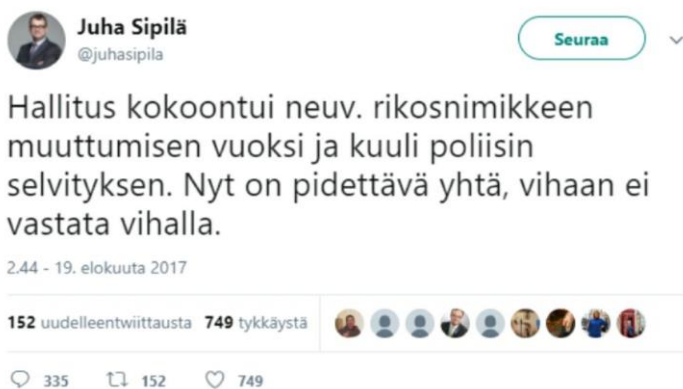 Juha Sipilä
@juhasipila
Seuraa
Hallitus kokoontui neuv. rikosnimikkeen
muuttumisen vuoksi ja kuuli poliisin
selvityksen. Nyt on pidettävä yhtä, vihaan ei
vastata vihalla.
2.44 - 19. elokuuta 2017
152 uudelleentwiittausta 749 tykkäystä
335 152 749